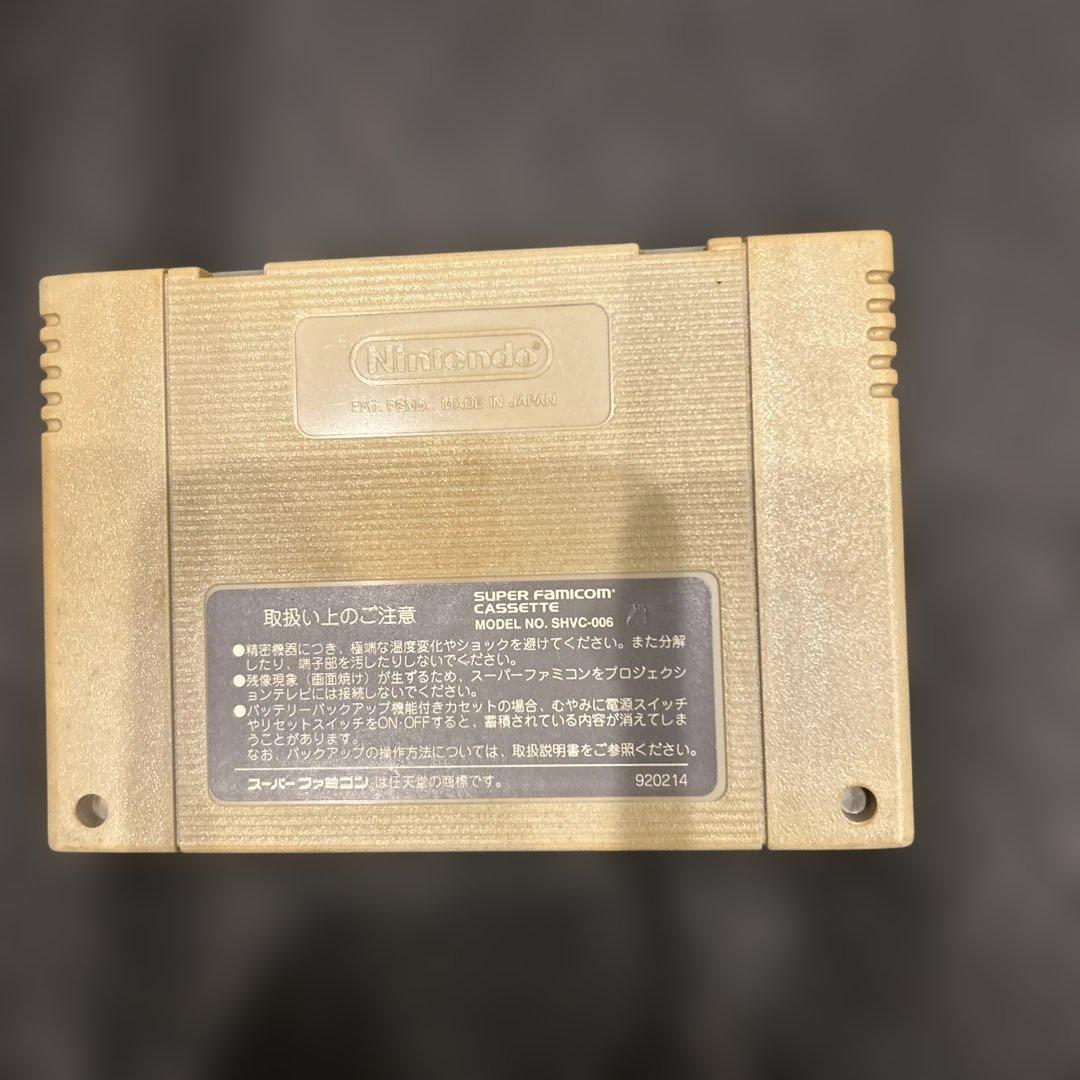 Nintendo®
PAT. PEND. MADE IN JAPAN
取扱い上のご注意
SUPER FAMICOM®
CASSETTE
MODEL NO. SHVC-006
●精密機器につき、極端な温度変化やショックを避けてください。また分解
したり、端子部を汚したりしないでください。
●残像現象（画面焼け）が生ずるため、スーパーファミコンをプロジェクシ
ョンテレビには接続しないでください。
●バッテリーバックアップ機能付きカセットの場合、むやみに電源スイッチ
やリセットスイッチをON·OFFすると、蓄積されている内容が消えてしま
うことがあります。
なお、バックアップの操作方法については、取扱説明書をご参照ください。
スーパーファミコン は任天堂の商標です。
920214